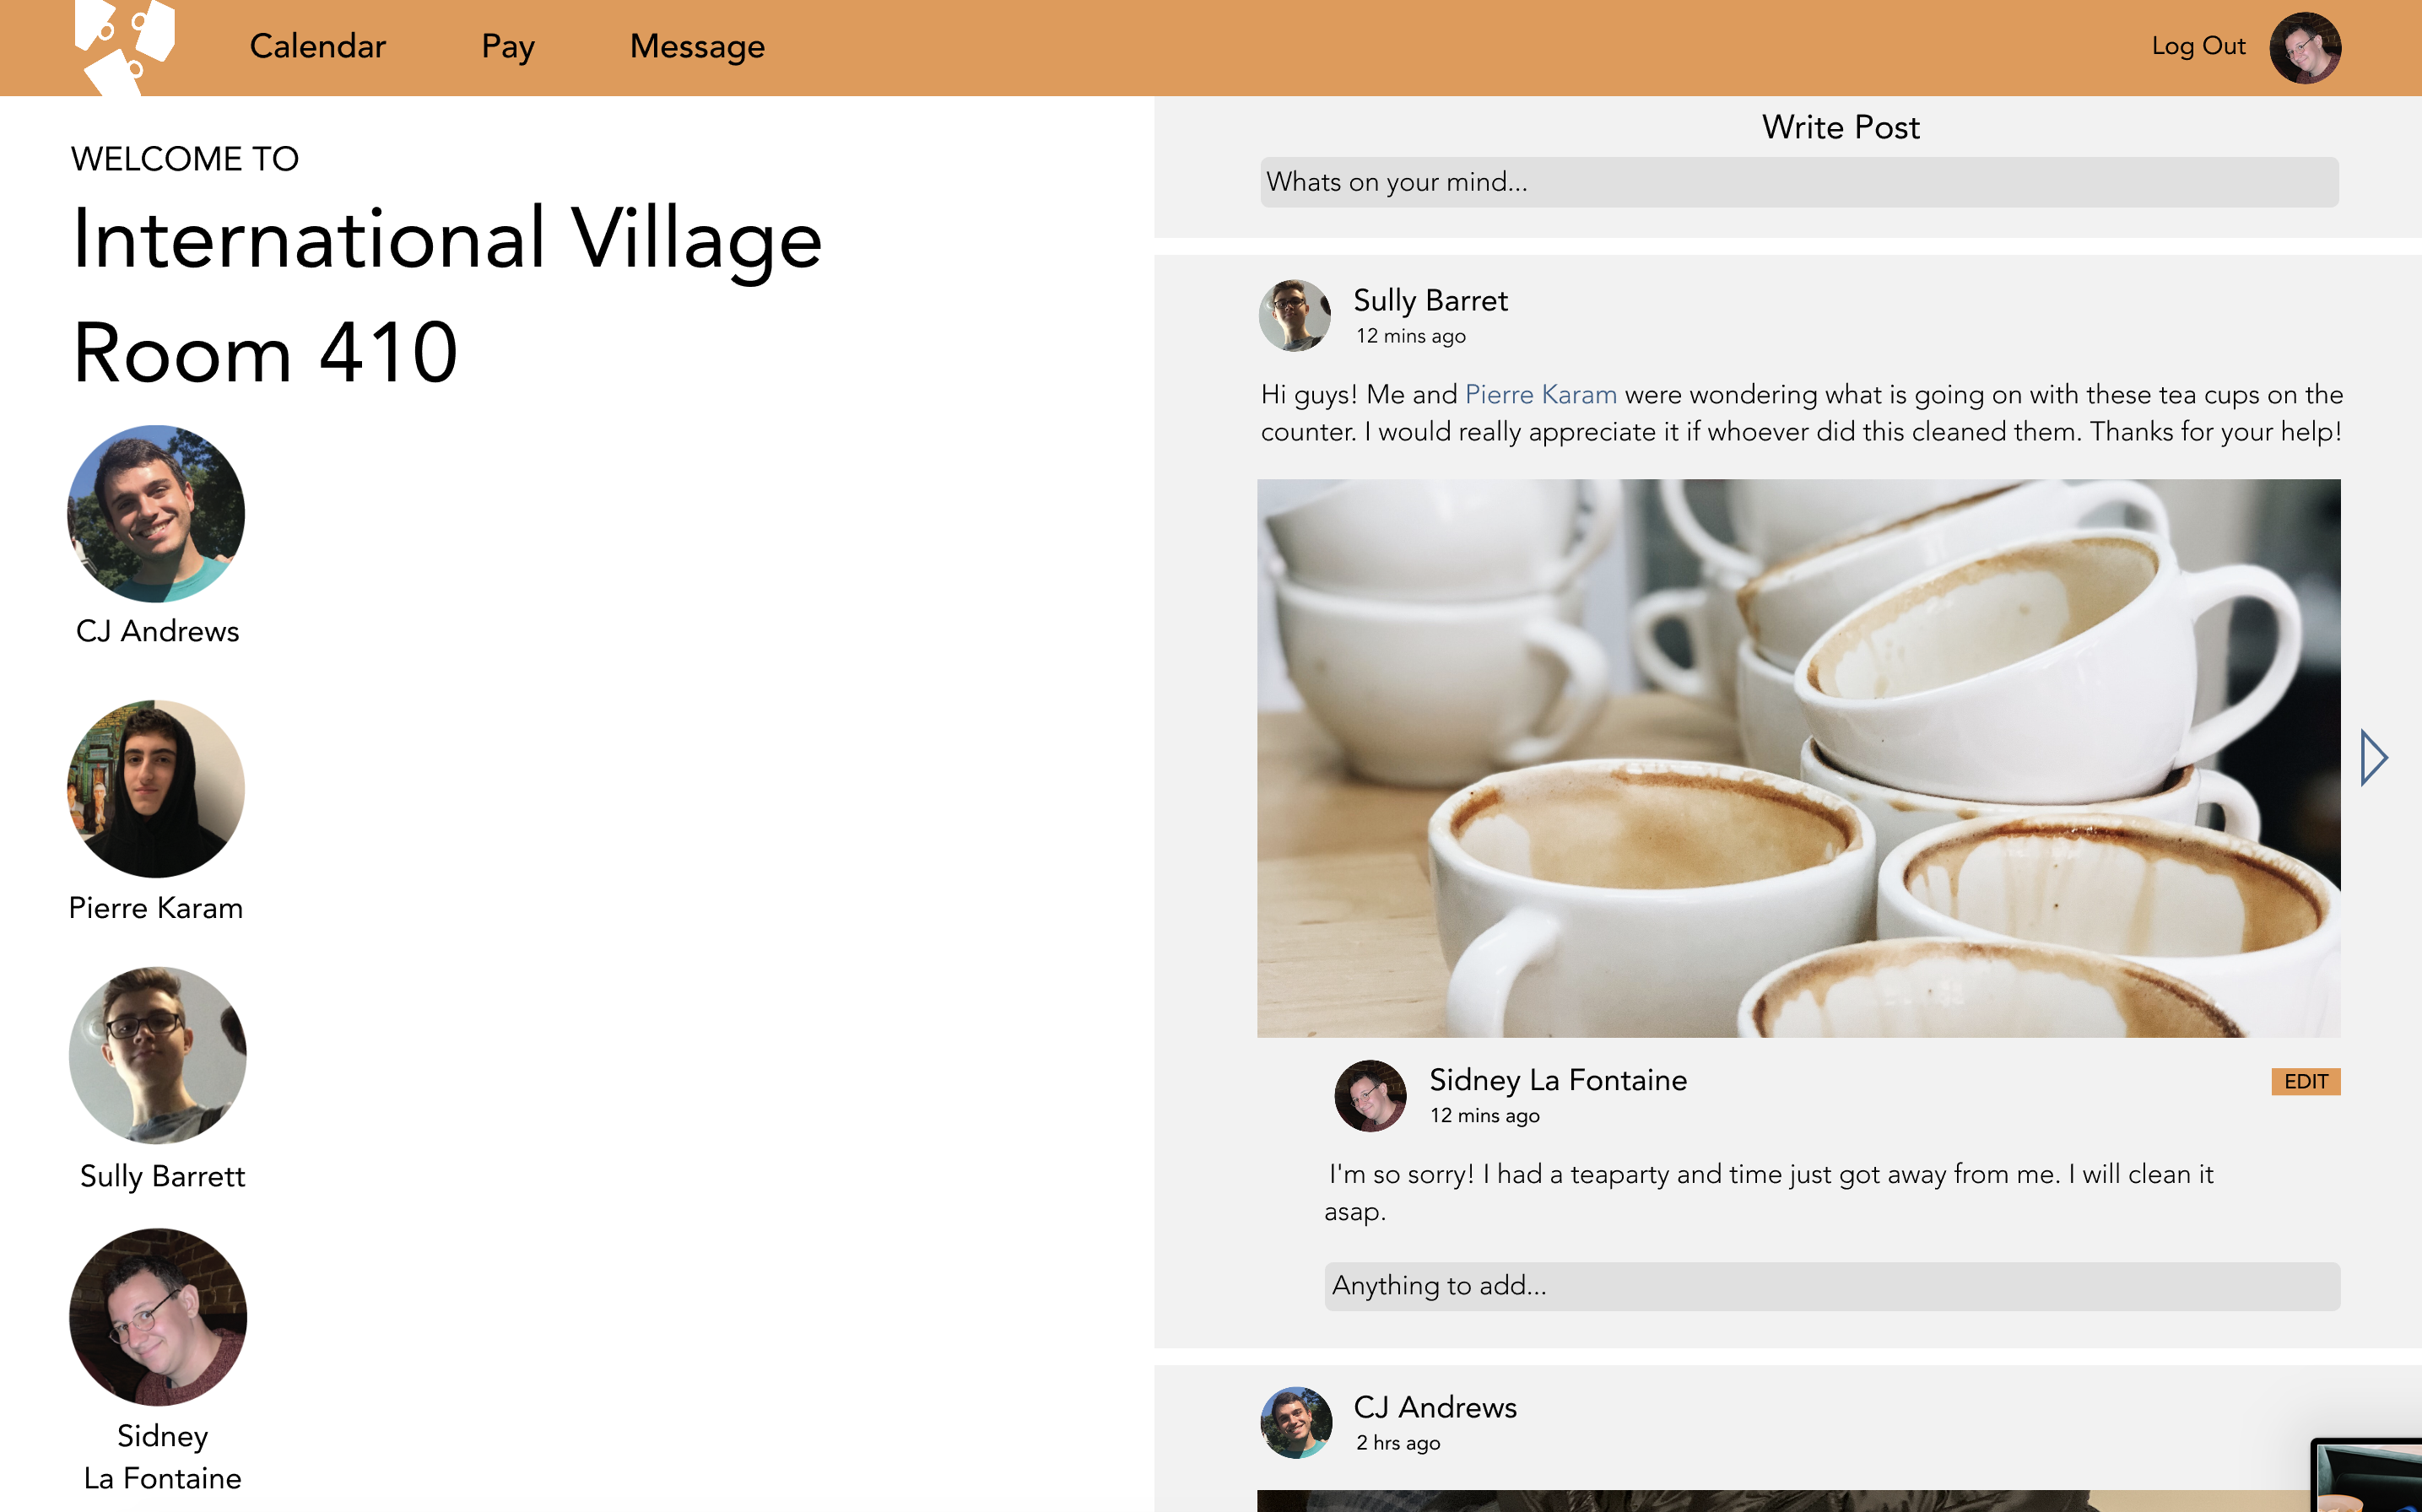 Calendar
Pay
Message
Log Out
WELCOME TO
International Village
Room 410
CJ Andrews
Pierre Karam
Sully Barrett
Sidney
La Fontaine
Write Post
Whats on your mind...
Sully Barret
12 mins ago
Hi guys! Me and Pierre Karam were wondering what is going on with these tea cups on the
counter. I would really appreciate it if whoever did this cleaned them. Thanks for your help!
Sidney La Fontaine
12 mins ago
EDIT
I'm so sorry! I had a teaparty and time just got away from me. I will clean it
asap.
Anything to add...
CJ Andrews
2 hrs ago